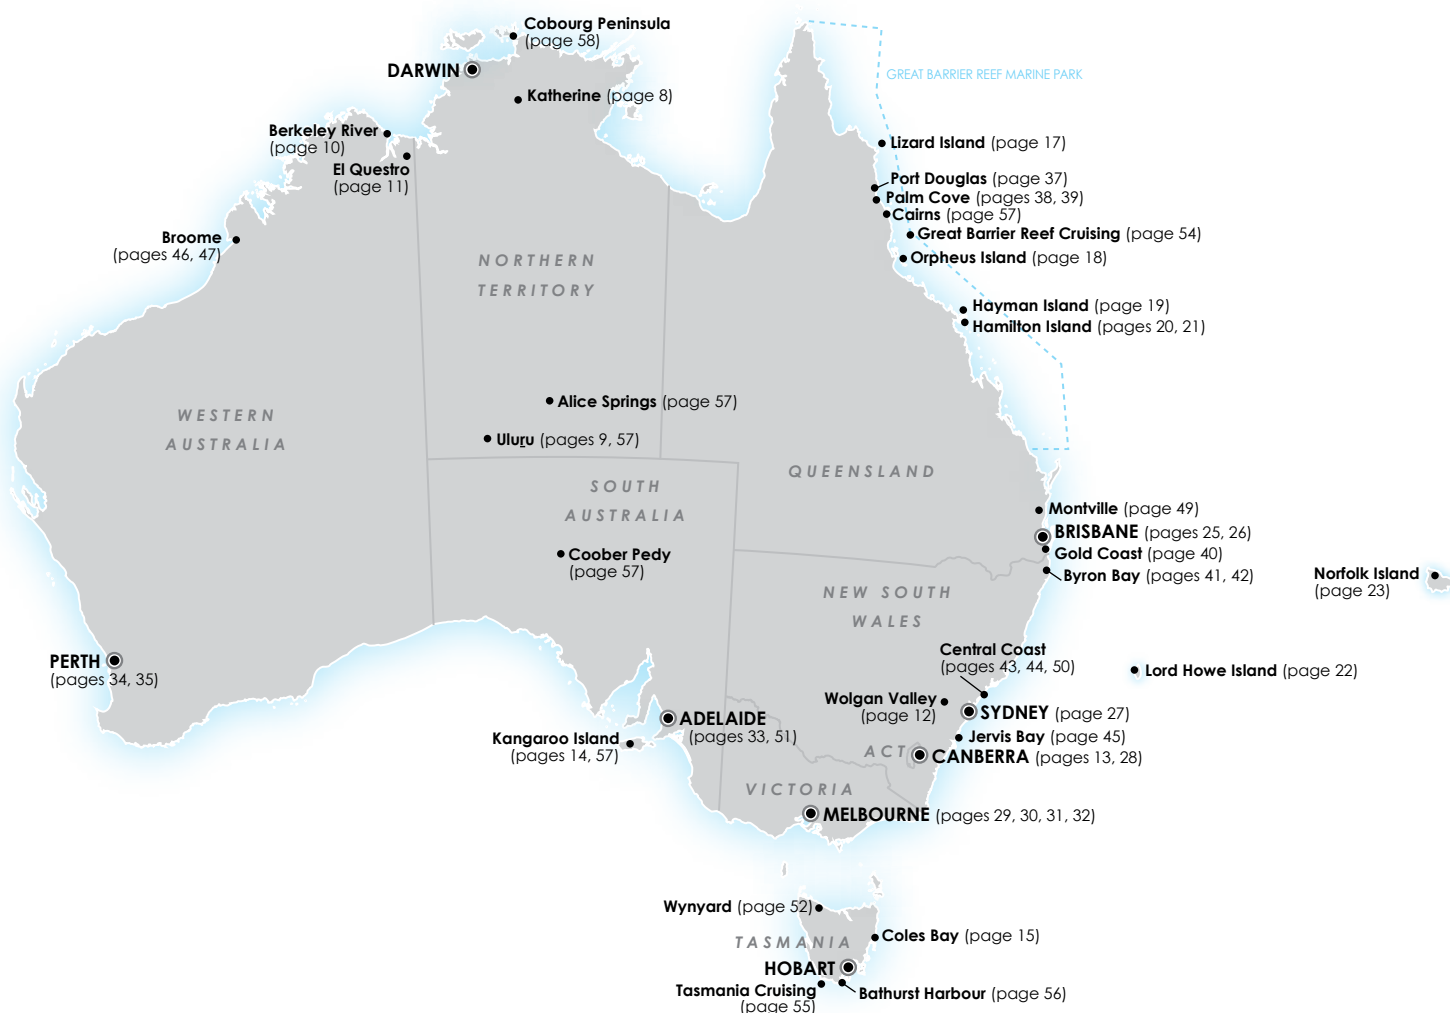 Cobourg Peninsula
(page 58)
DARWIN
GREAT BARRIER REEF MARINE PARK
Katherine (page 8)
Berkeley River
(page 10)
Lizard Island (page 17)
El Questro
(page 11)
Port Douglas (page 37)
Palm Cove (pages 38, 39)
Cairns (page 57)
Broome
(pages 46, 47)
Great Barrier Reef Cruising (page 54)
Orpheus Island (page 18)
NORTHERN
TERRITORY
Hayman Island (page 19)
Hamilton Island (pages 20, 21)
Alice Springs (page 57)
WESTERN
AUSTRALIA
Uluṟu (pages 9, 57)
QUEENSLAND
SOUTH
AUSTRALIA
Montville (page 49)
BRISBANE (pages 25, 26)
Coober Pedy
(page 57)
Gold Coast (page 40)
Byron Bay (pages 41, 42)
Norfolk Island
(page 23)
NEW SOUTH
WALES
Central Coast
(pages 43, 44, 50)
PERTH
(pages 34, 35)
Lord Howe Island (page 22)
Wolgan Valley
(page 12)
SYDNEY (page 27)
ADELAIDE
(pages 33, 51)
Kangaroo Island
(pages 14, 57)
Jervis Bay (page 45)
ACT
CANBERRA (pages 13, 28)
VICTORIA
MELBOURNE (pages 29, 30, 31, 32)
Wynyard (page 52)
TASMANIA
Coles Bay (page 15)
HOBART
Tasmania Cruising
(page 55)
Bathurst Harbour (page 56)